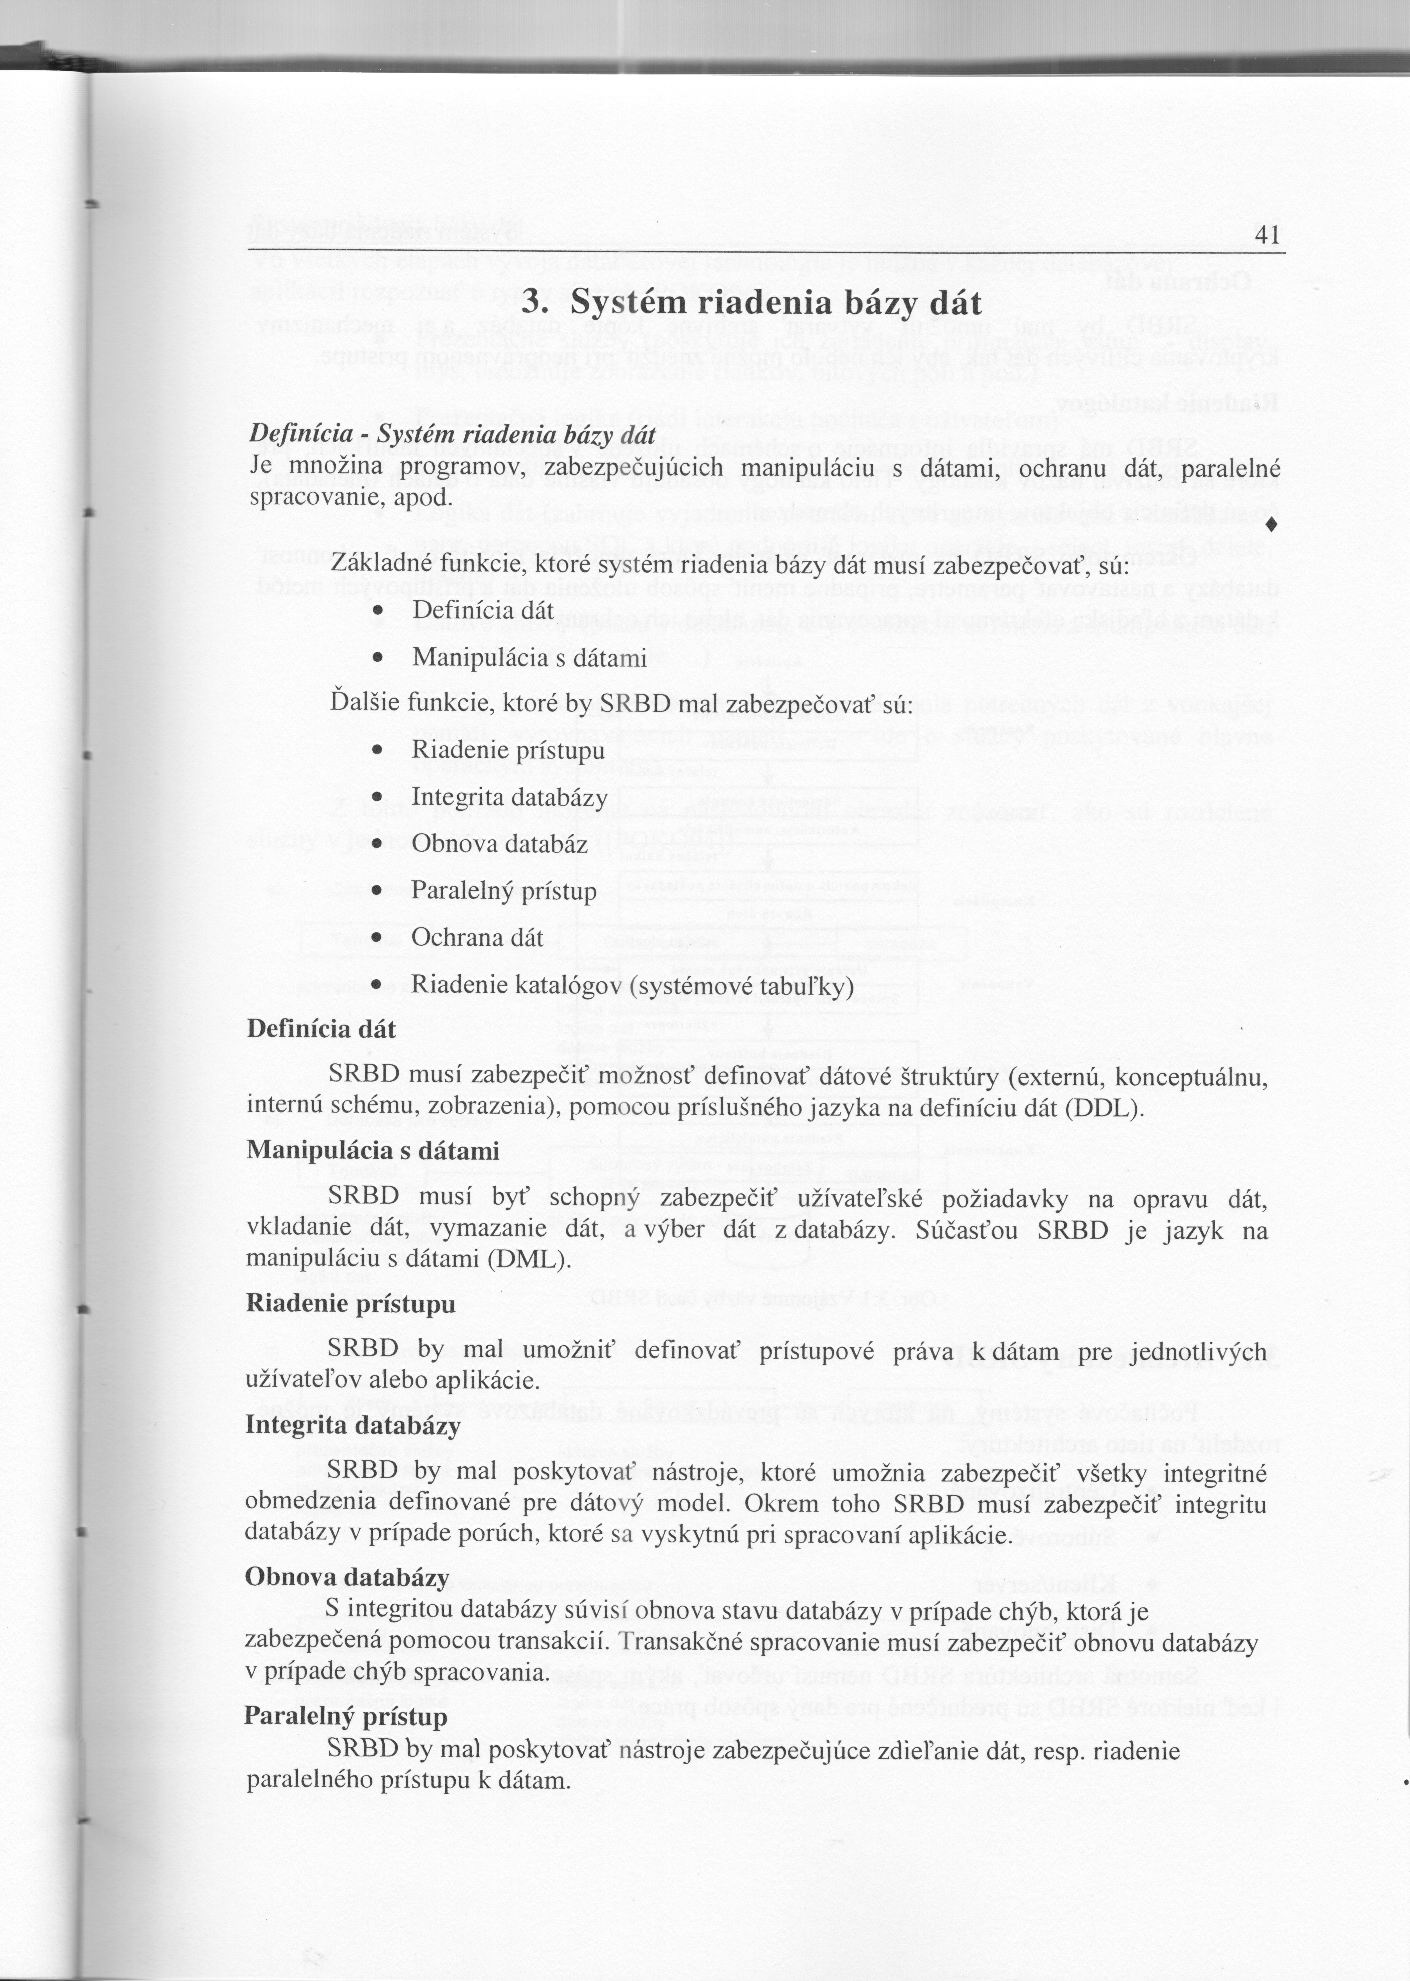 41
3. Systém riadenia bázy dát
Definícia - Systém riadenia bázy dát
Je množina programov, zabezpečujúcich manipuláciu s dátami, ochranu dát, paralelné
spracovanie, apod.
♦
Základné funkcie, ktoré systém riadenia bázy dát musí zabezpečovať, sú:
• Definícia dát
• Manipulácia s dátami
Ďalšie funkcie, ktoré by SRBD mal zabezpečovať sú:
• Riadenie prístupu
• Integrita databázy
• Obnova databáz
• Paralelný prístup
• Ochrana dát
• Riadenie katalógov (systémové tabuľky)
Definícia dát
SRBD musí zabezpečiť možnosť definovať dátové štruktúry (externú, konceptuálnu,
internú schému, zobrazenia), pomocou príslušného jazyka na definíciu dát (DDL).
Manipulácia s dátami
SRBD musí byť schopný zabezpečiť užívateľské požiadavky na opravu dát,
vkladanie dát, vymazanie dát, a výber dát z databázy. Súčasťou SRBD je jazyk na
manipuláciu s dátami (DML).
Riadenie prístupu
SRBD by mal umožniť definovať prístupové práva k dátam pre jednotlivých
užívateľov alebo aplikácie.
Integrita databázy
SRBD by mal poskytovať nástroje, ktoré umožnia zabezpečiť všetky integritné
obmedzenia definované pre dátový model. Okrem toho SRBD musí zabezpečiť integritu
databázy v prípade porúch, ktoré sa vyskytnú pri spracovaní aplikácie.
Obnova databázy
S integritou databázy súvisí obnova stavu databázy v prípade chýb, ktorá je
zabezpečená pomocou transakcií. Transakčné spracovanie musí zabezpečiť obnovu databázy
v prípade chýb spracovania.
Paralelný prístup
SRBD by mal poskytovať nástroje zabezpečujúce zdieľanie dát, resp. riadenie
paralelného prístupu k dátam.